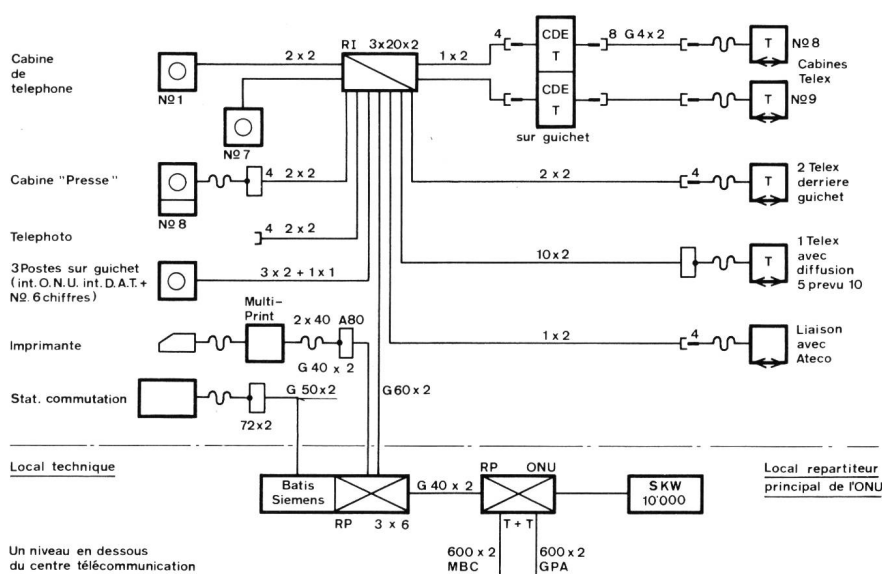 Cabine
de
telephone
Nº1
2 x 2
RI 3x20x2
1 x 2
4
CDE
T
CDE
T
sur guichet
8 G 4 x 2
T
Nº8
Cabines
Telex
T
Nº9
Nº7
Cabine "Presse"
Nº8
4 2 x 2
2 x 2
4
T
2 Telex
derriere
guichet
Telephoto
4 2 x 2
3 Postes sur guichet
(int. O.N.U. int. D.A.T. +
Nº. 6 chiffres)
3 x 2 + 1 x 1
10 x 2
T
1 Telex
avec
diffusion
5 prevu 10
Imprimante
Multi-
Print
2 x 40
A80
G 40 x 2
1 x 2
4
Liaison
avec
Ateco
Stat. commutation
72 x 2
G 50 x 2
G 60 x 2
Local technique
Batis
Siemens
RP 3 x 6
G 40 x 2
RP ONU
T + T
SKW
10'000
Local repartiteur
principal de l'ONU
600 x 2
MBC
600 x 2
GPA
Un niveau en dessous
du centre télécommunication